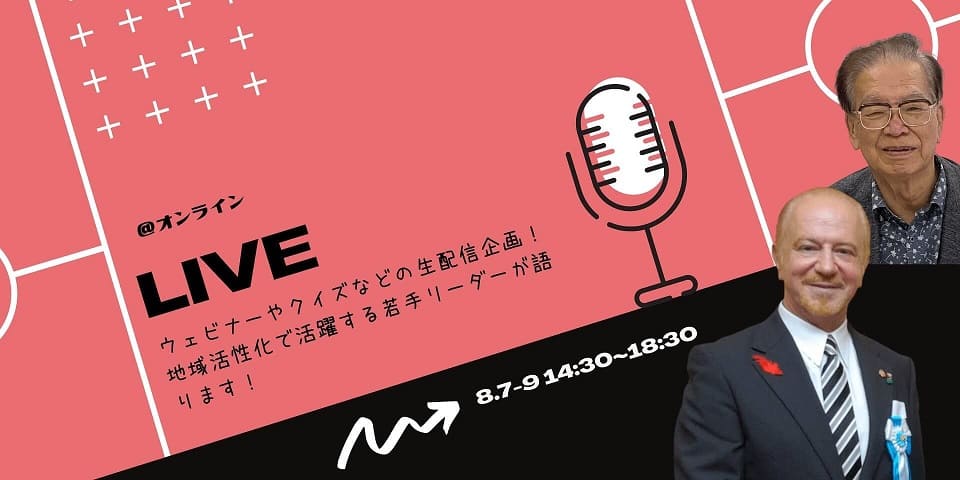 @オンライン
LIVE
ウェビナーやクイズなどの生配信企画！
地域活性化で活躍する若手リーダーが語
ります！
8.7-9 14:30~18:30